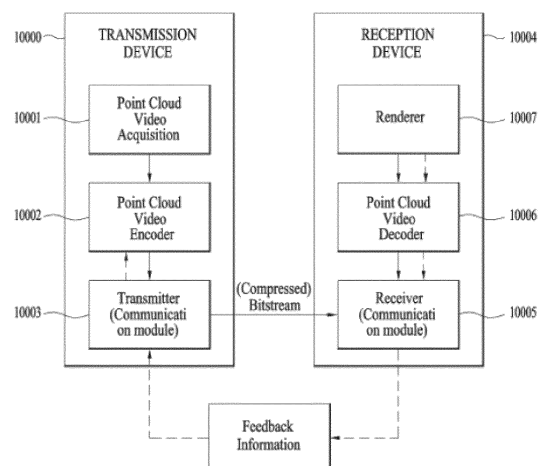 10000
TRANSMISSION
DEVICE
10001
Point Cloud
Video
Acquisition
10002
Point Cloud
Video
Encoder
10003
Transmitter
(Communicati
on module)
(Compressed)
Bitstream
RECEPTION
DEVICE
10004
Renderer
10007
Point Cloud
Video
Decoder
10006
Receiver
(Communicati
on module)
10005
Feedback
Information